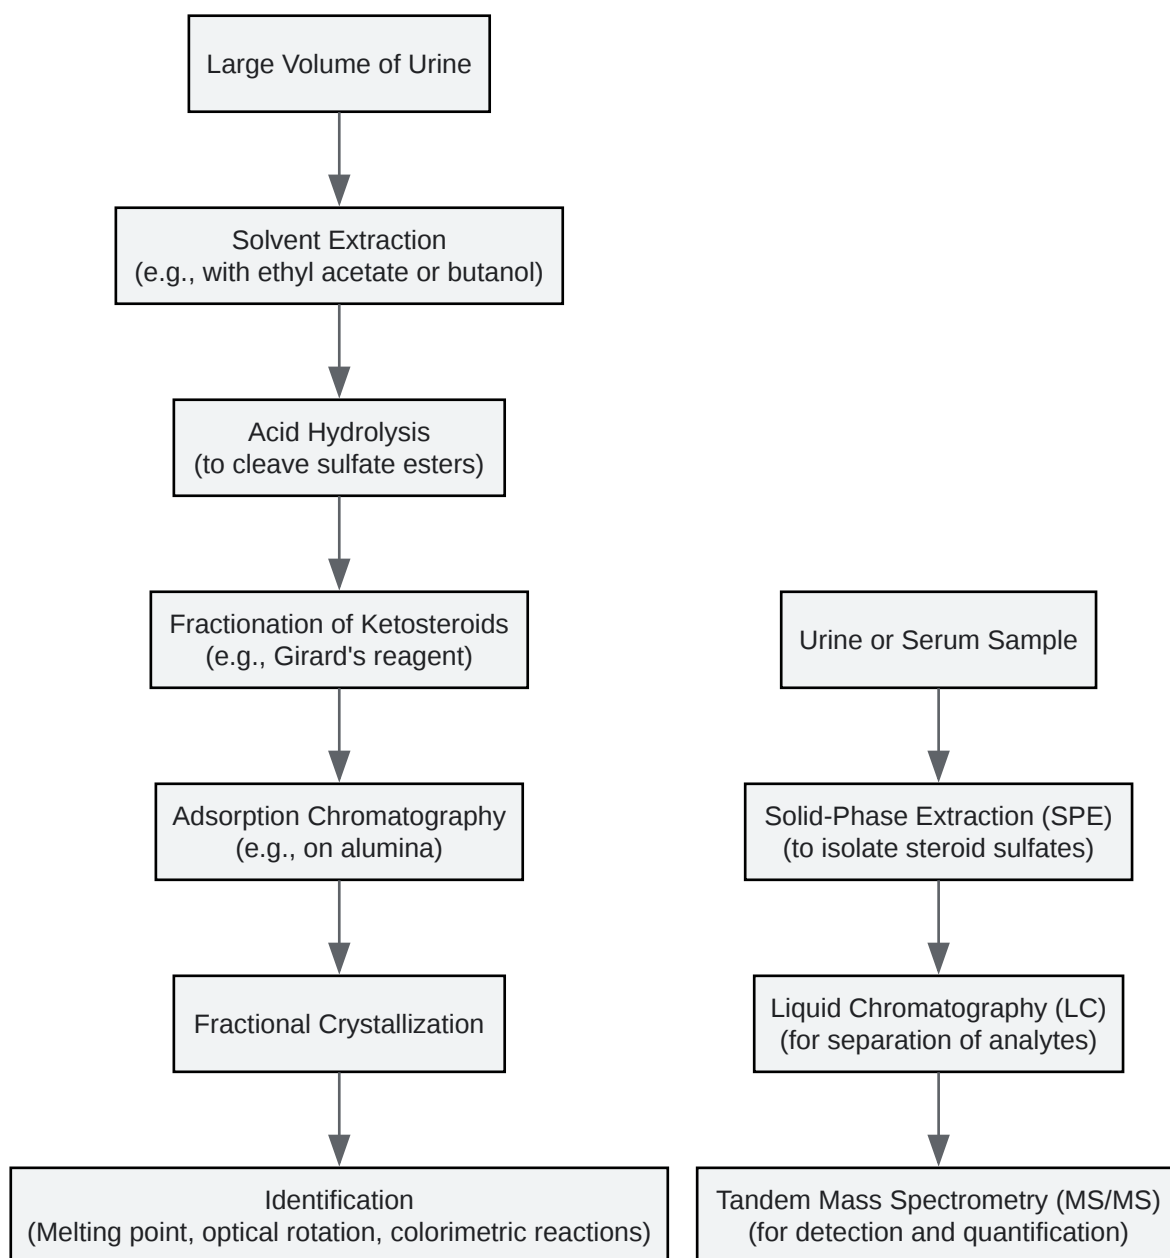 Large Volume of Urine
Solvent Extraction
(e.g., with ethyl acetate or butanol)
Acid Hydrolysis
(to cleave sulfate esters)
Fractionation of Ketosteroids
(e.g., Girard's reagent)
Adsorption Chromatography
(e.g., on alumina)
Fractional Crystallization
Identification
(Melting point, optical rotation, colorimetric reactions)
Urine or Serum Sample
Solid-Phase Extraction (SPE)
(to isolate steroid sulfates)
Liquid Chromatography (LC)
(for separation of analytes)
Tandem Mass Spectrometry (MS/MS)
(for detection and quantification)